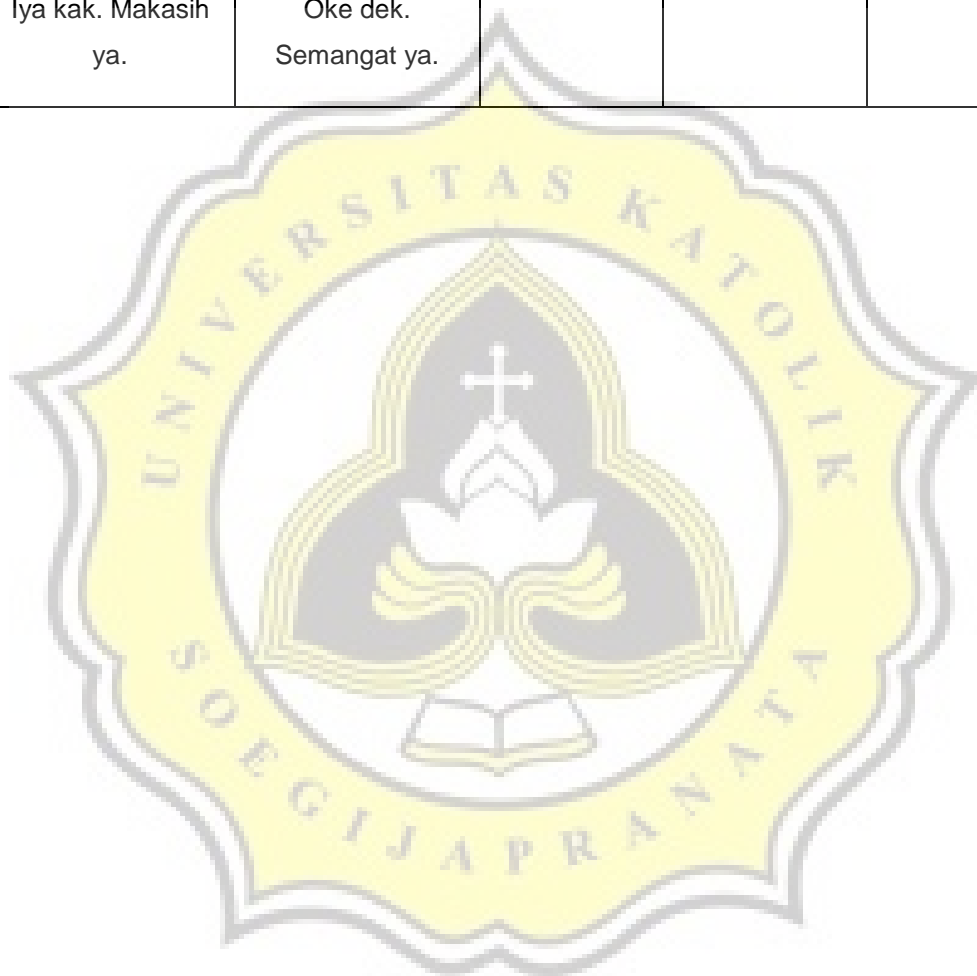 Iya kak. Makasih
ya.
Oke dek.
Semangat ya.
UNIVERSITAS KATOLIK
SOEGIJAPRANATA